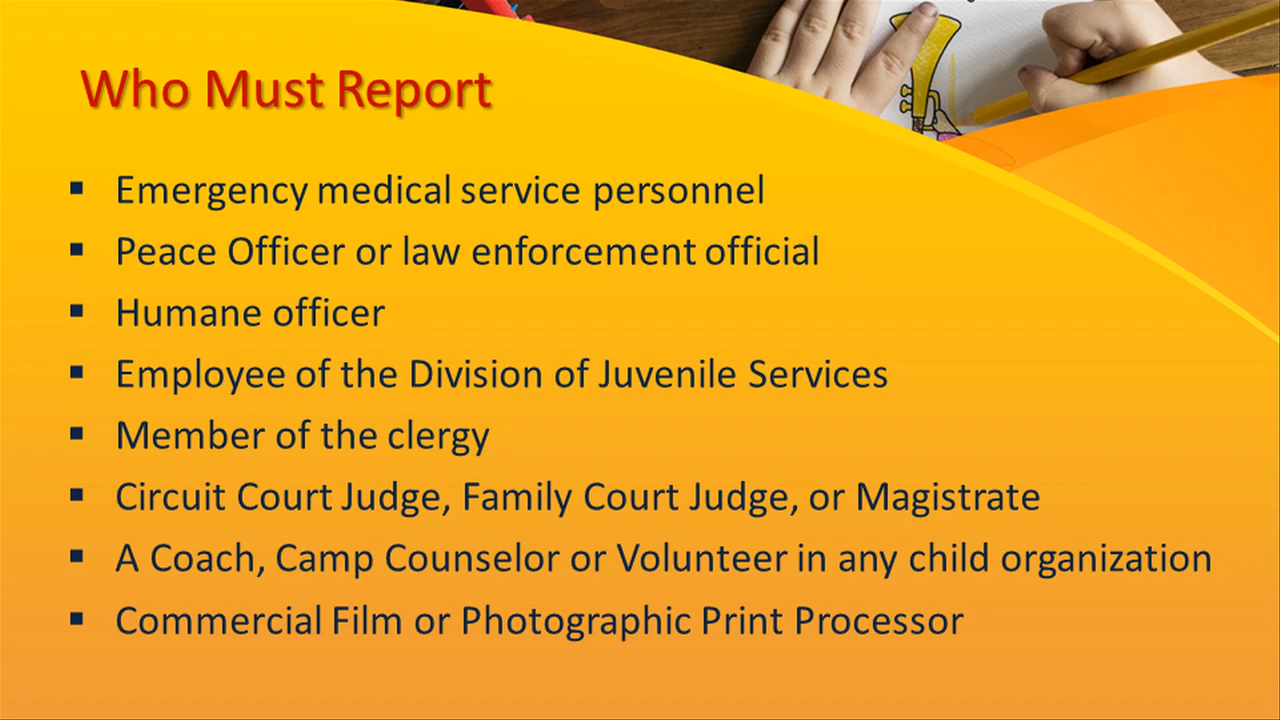 Who Must Report
▪ Emergency medical service personnel
▪ Peace Officer or law enforcement official
▪ Humane officer
▪ Employee of the Division of Juvenile Services
▪ Member of the clergy
▪ Circuit Court Judge, Family Court Judge, or Magistrate
▪ A Coach, Camp Counselor or Volunteer in any child organization
▪ Commercial Film or Photographic Print Processor